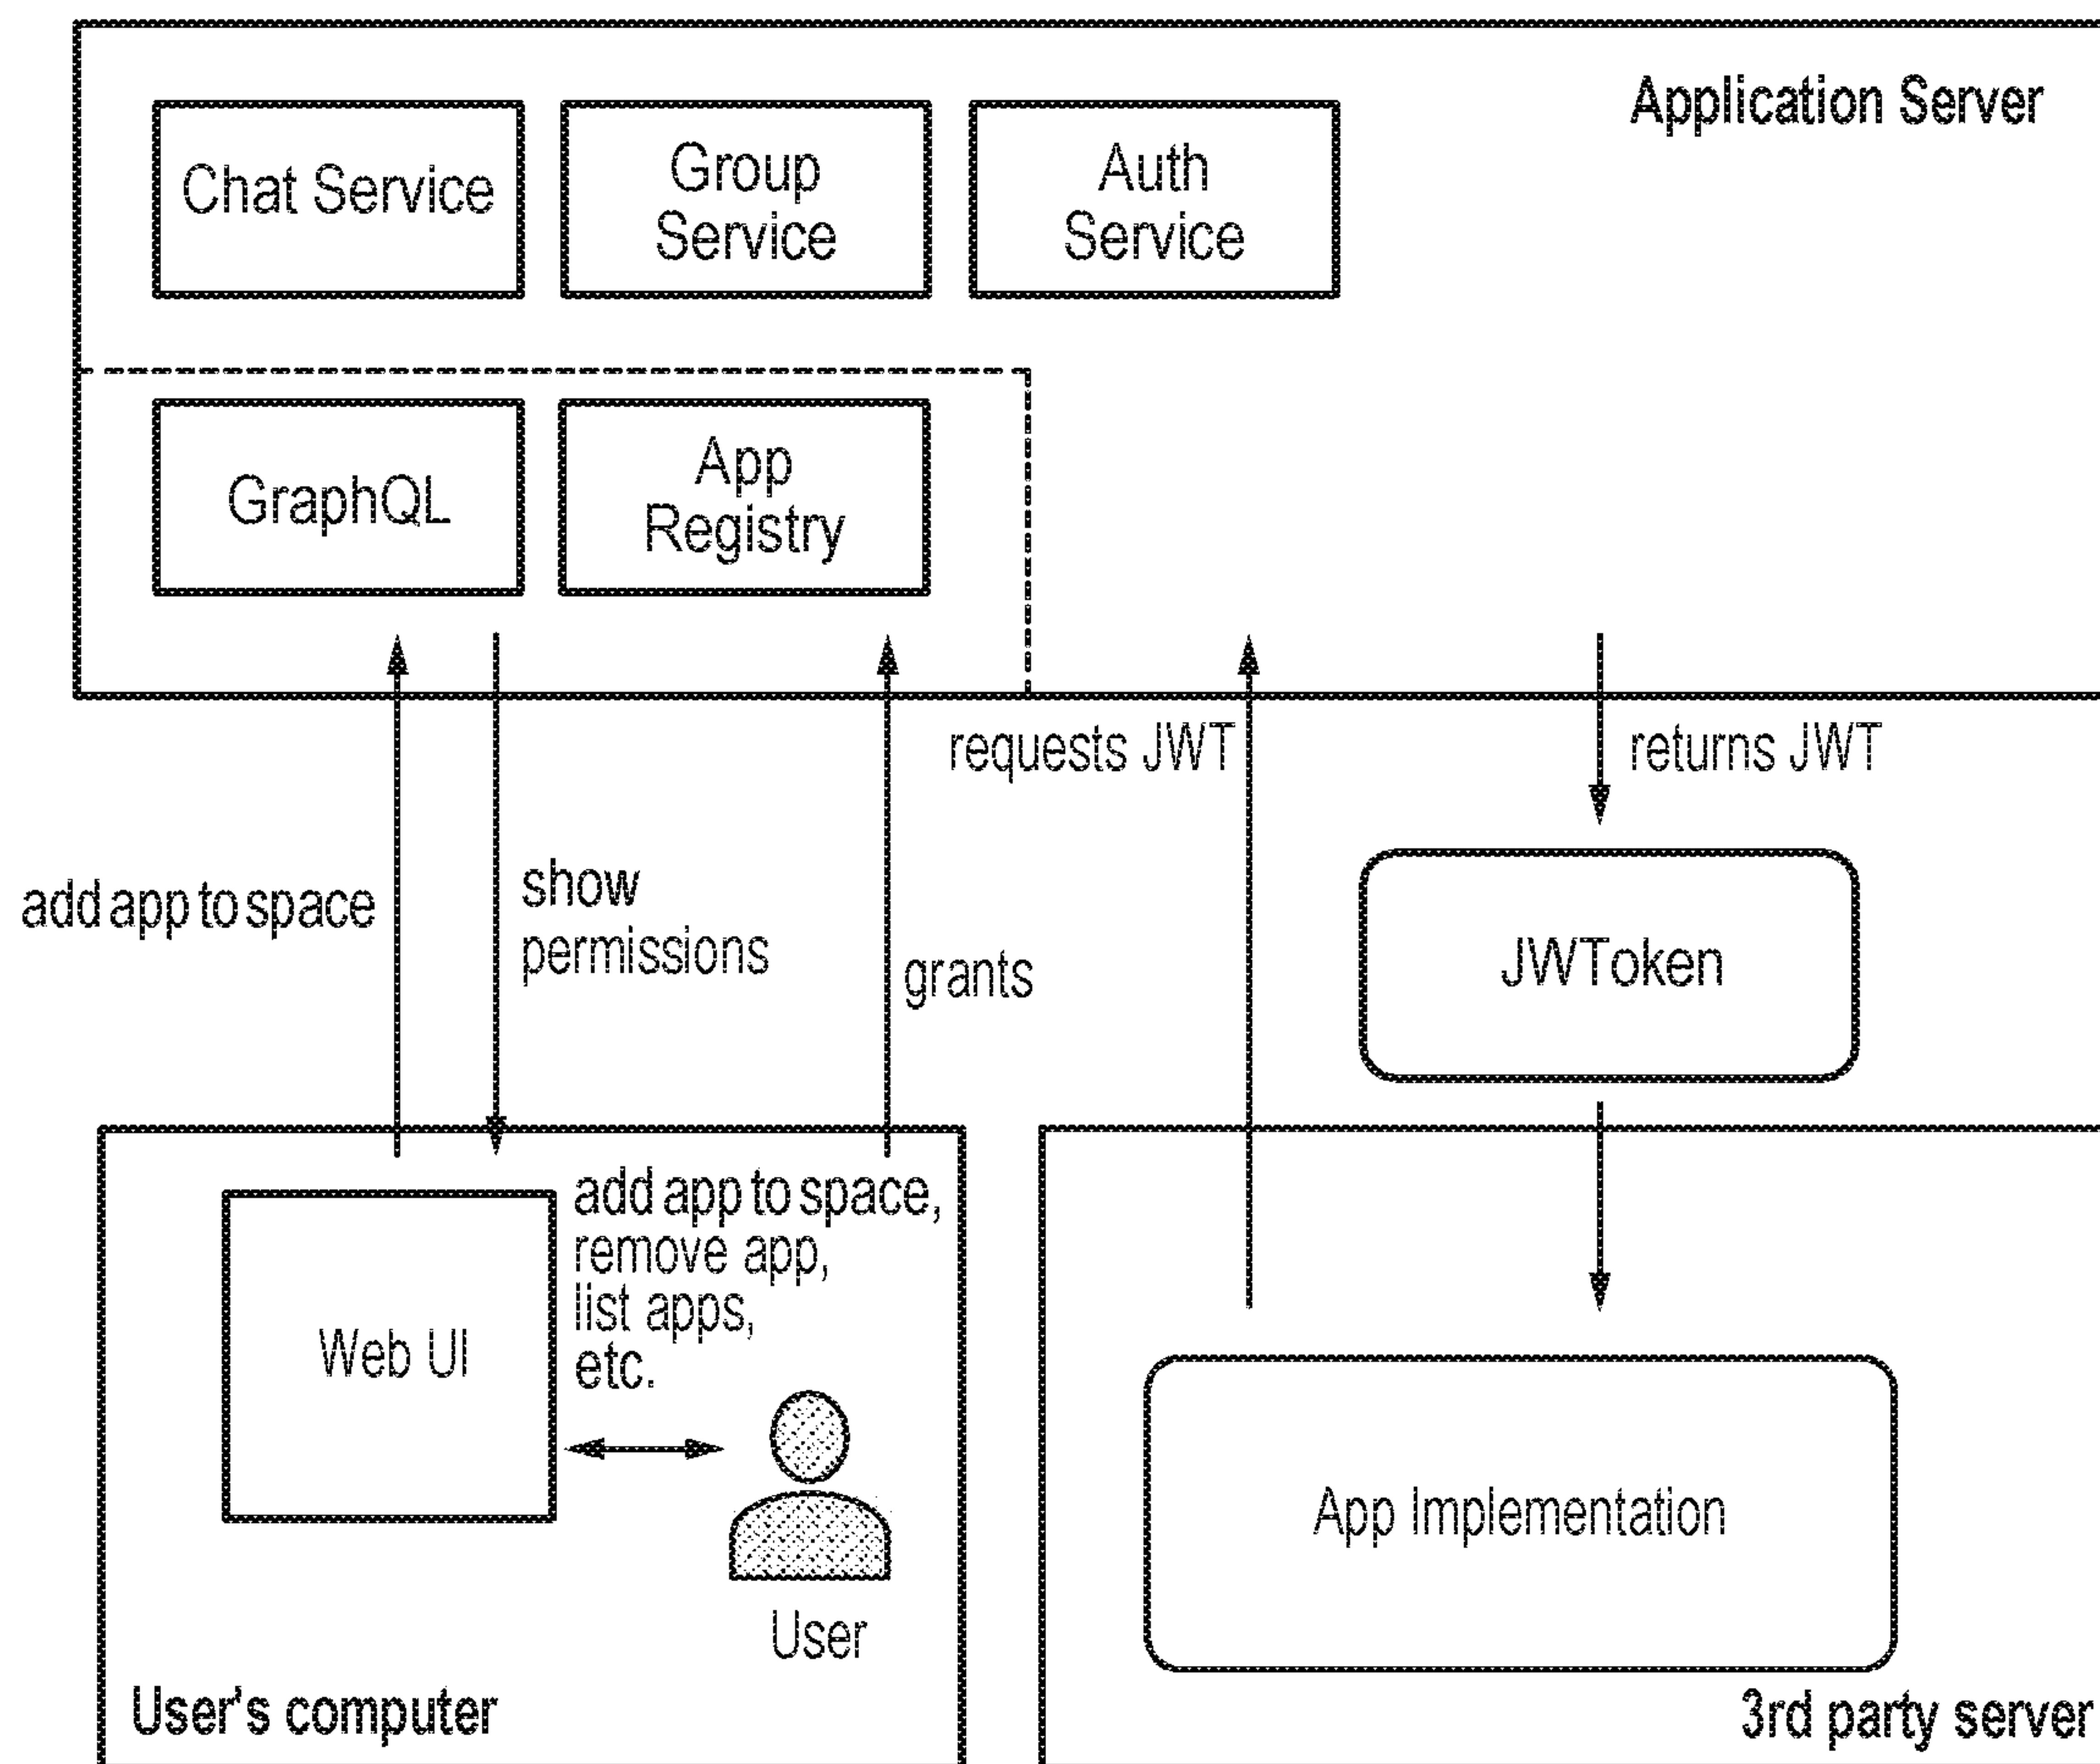 Application Server
Chat Service
Group
Service
Auth
Service
GraphQL
App
Registry
requests JWT
returns JWT
add app to space
show
permissions
grants
JWToken
add app to space,
remove app,
list apps,
etc.
Web UI
User
User's computer
App Implementation
3rd party server